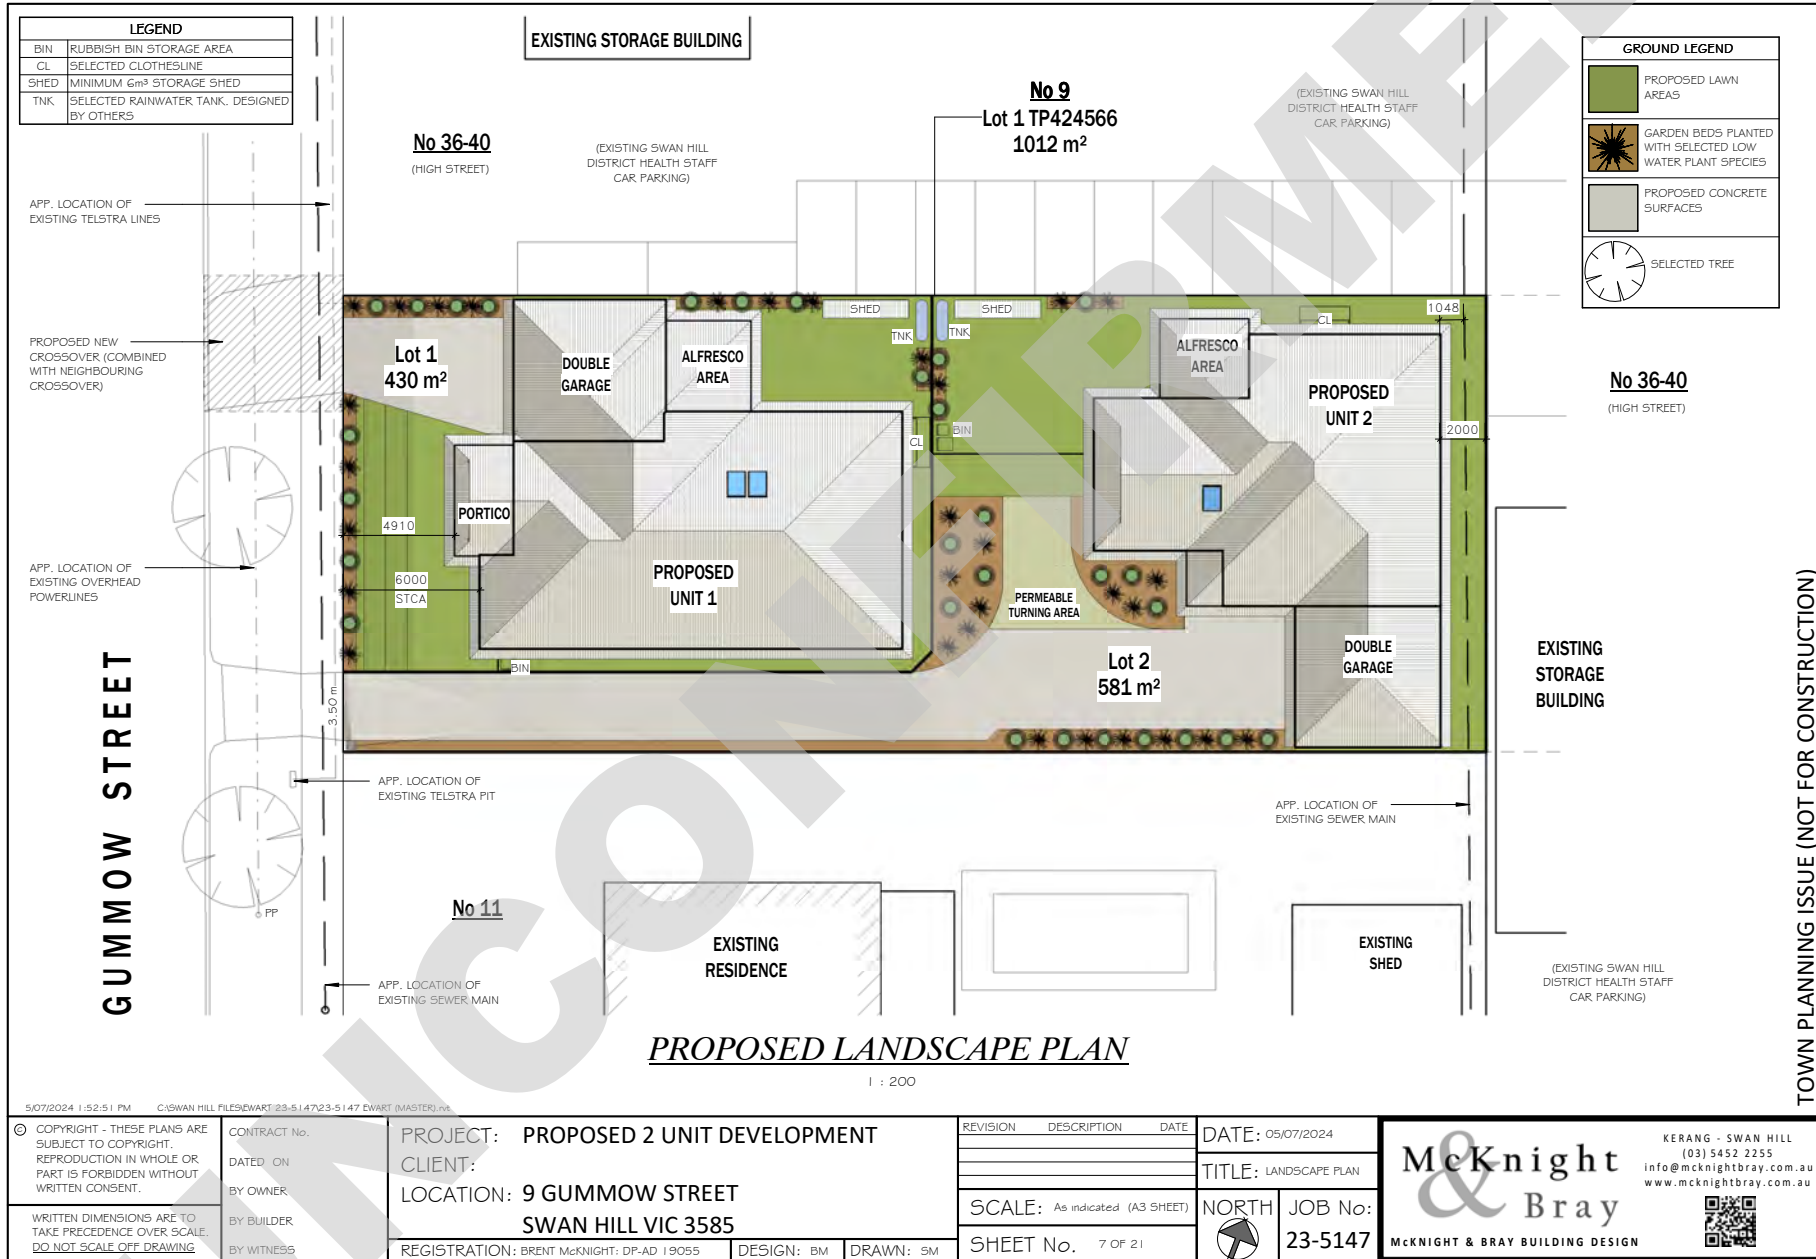 LEGEND
BIN RUBBISH BIN STORAGE AREA
CL SELECTED CLOTHESLINE
SHED MINIMUM 6m³ STORAGE SHED
TNK SELECTED RAINWATER TANK. DESIGNED
BY OTHERS
EXISTING STORAGE BUILDING
No 36-40
(HIGH STREET)
(EXISTING SWAN HILL
DISTRICT HEALTH STAFF
CAR PARKING)
No 9
Lot 1 TP424566
1012 m²
(EXISTING SWAN HILL
DISTRICT HEALTH STAFF
CAR PARKING)
GROUND LEGEND
PROPOSED LAWN
AREAS
GARDEN BEDS PLANTED
WITH SELECTED LOW
WATER PLANT SPECIES
PROPOSED CONCRETE
SURFACES
SELECTED TREE
APP. LOCATION OF
EXISTING TELSTRA LINES
PROPOSED NEW
CROSSOVER (COMBINED
WITH NEIGHBOURING
CROSSOVER)
APP. LOCATION OF
EXISTING OVERHEAD
POWERLINES
GUMMOW STREET
Lot 1
430 m²
DOUBLE
GARAGE
ALFRESCO
AREA
SHED
TNK
SHED
TNK
CL
1048
ALFRESCO
AREA
PROPOSED
UNIT 2
2000
No 36-40
(HIGH STREET)
CL
BIN
PORTICO
4910
6000
STCA
PROPOSED
UNIT 1
BIN
PERMEABLE
TURNING AREA
Lot 2
581 m²
DOUBLE
GARAGE
EXISTING
STORAGE
BUILDING
3.50 E
APP. LOCATION OF
EXISTING TELSTRA PIT
APP. LOCATION OF
EXISTING SEWER MAIN
PP
No 11
EXISTING
RESIDENCE
EXISTING
SHED
APP. LOCATION OF
EXISTING SEWER MAIN
(EXISTING SWAN HILL
DISTRICT HEALTH STAFF
CAR PARKING)
TOWN PLANNING ISSUE (NOT FOR CONSTRUCTION)
PROPOSED LANDSCAPE PLAN
1 : 200
5/07/2024 1:52:51 PM C:\SWAN HILL FILES\EWART 23-5147\23-5147 EWART (MASTER).rvt
© COPYRIGHT - THESE PLANS ARE
SUBJECT TO COPYRIGHT.
REPRODUCTION IN WHOLE OR
PART IS FORBIDDEN WITHOUT
WRITTEN CONSENT.
WRITTEN DIMENSIONS ARE TO
TAKE PRECEDENCE OVER SCALE.
DO NOT SCALE OFF DRAWING
CONTRACT No.
DATED ON
BY OWNER
BY BUILDER
BY WITNESS
PROJECT: PROPOSED 2 UNIT DEVELOPMENT
CLIENT:
LOCATION: 9 GUMMOW STREET
SWAN HILL VIC 3585
REGISTRATION: BRENT McKNIGHT: DP-AD 19055 DESIGN: BM DRAWN: SM
REVISION DESCRIPTION DATE
SCALE: As indicated (A3 SHEET)
SHEET No. 7 OF 21
DATE: 05/07/2024
TITLE: LANDSCAPE PLAN
NORTH
JOB No:
23-5147
McKnight
&
Bray
McKNIGHT & BRAY BUILDING DESIGN
KERANG - SWAN HILL
(03) 5452 2255
info@mcknightbray.com.au
www.mcknightbray.com.au